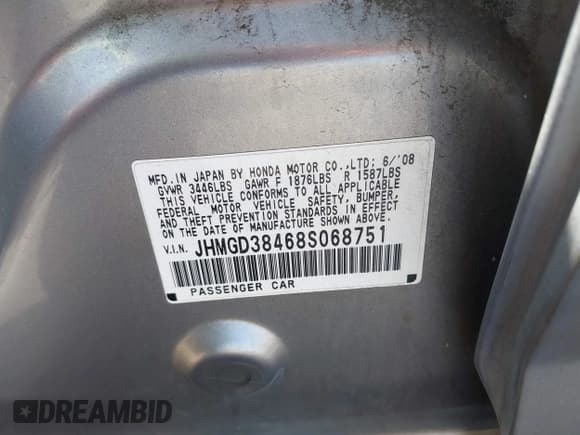 MFD. IN JAPAN BY HONDA MOTOR CO.,LTD: 6/'08
GVWR 3446LBS GAWR F 1876LBS R 1587LBS
THIS VEHICLE CONFORMS TO ALL APPLICABLE
FEDERAL MOTOR VEHICLE SAFETY, BUMPER,
AND THEFT PREVENTION STANDARDS IN EFFECT
ON THE DATE OF MANUFACTURE SHOWN ABOVE.
V.I.N. JHMGD38468S068751
PASSENGER CAR
DREAMBID